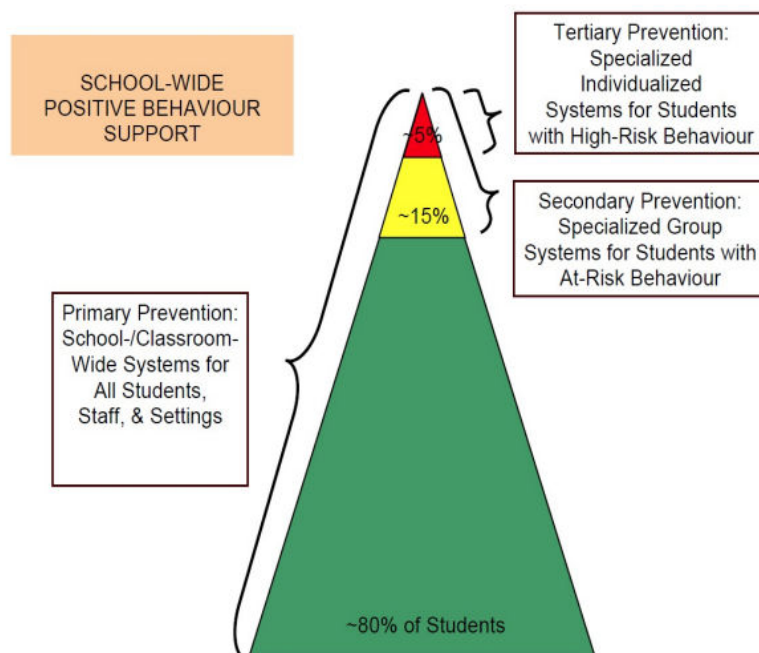 SCHOOL-WIDE
POSITIVE BEHAVIOUR
SUPPORT
Tertiary Prevention:
Specialized
Individualized
Systems for Students
with High-Risk Behaviour
~5%
Secondary Prevention:
Specialized Group
Systems for Students with
At-Risk Behaviour
~15%
Primary Prevention:
School-/Classroom-
Wide Systems for
All Students,
Staff, & Settings
~80% of Students